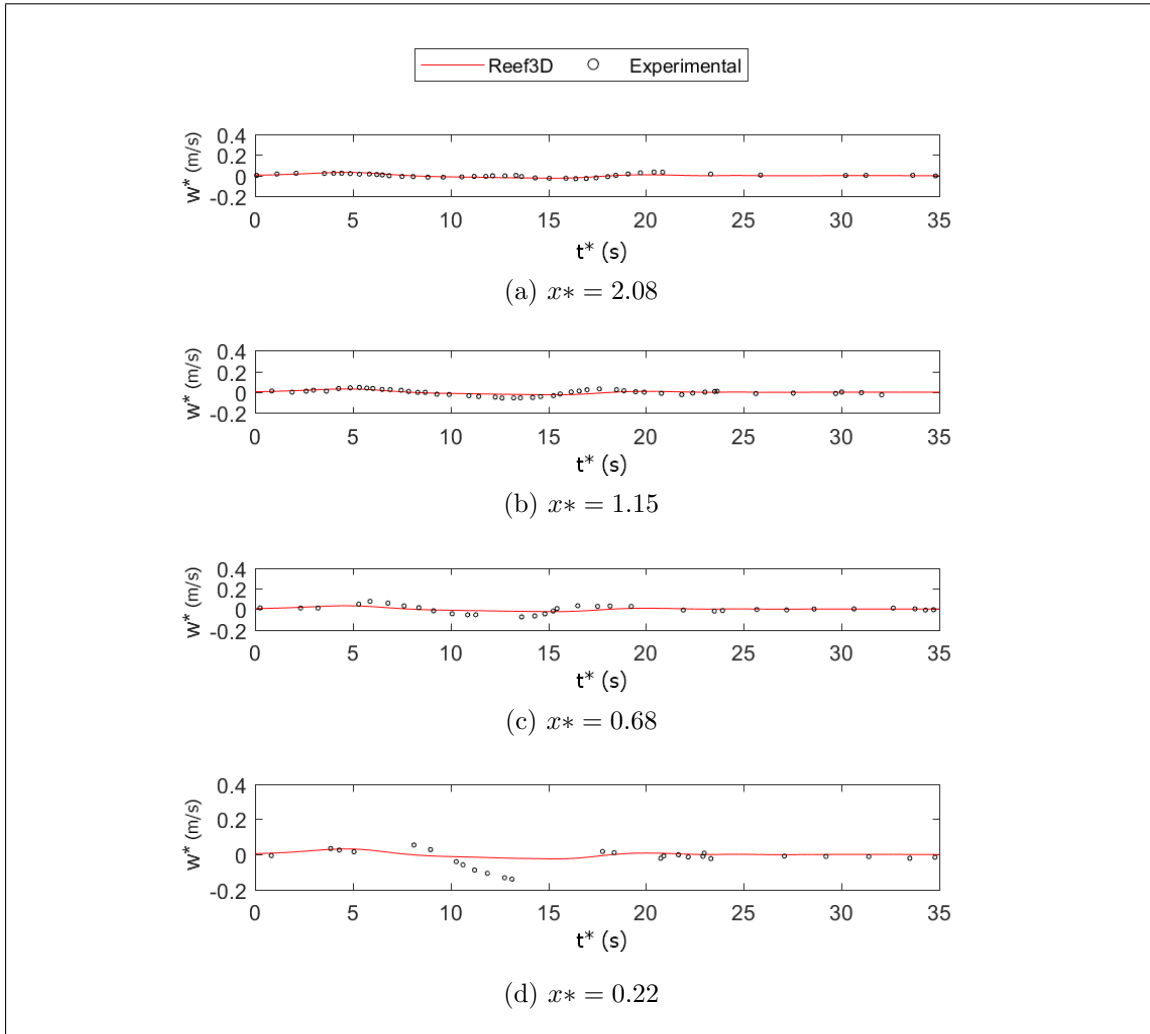 Reef3D Experimental
0.4
0.2
0
-0.2
w* (m/s)
0 5 10 15 20 25 30 35
t* (s)
(a) x∗ = 2.08
0.4
0.2
0
-0.2
w* (m/s)
0 5 10 15 20 25 30 35
t* (s)
(b) x∗ = 1.15
0.4
0.2
0
-0.2
w* (m/s)
0 5 10 15 20 25 30 35
t* (s)
(c) x∗ = 0.68
0.4
0.2
0
-0.2
w* (m/s)
0 5 10 15 20 25 30 35
t* (s)
(d) x∗ = 0.22